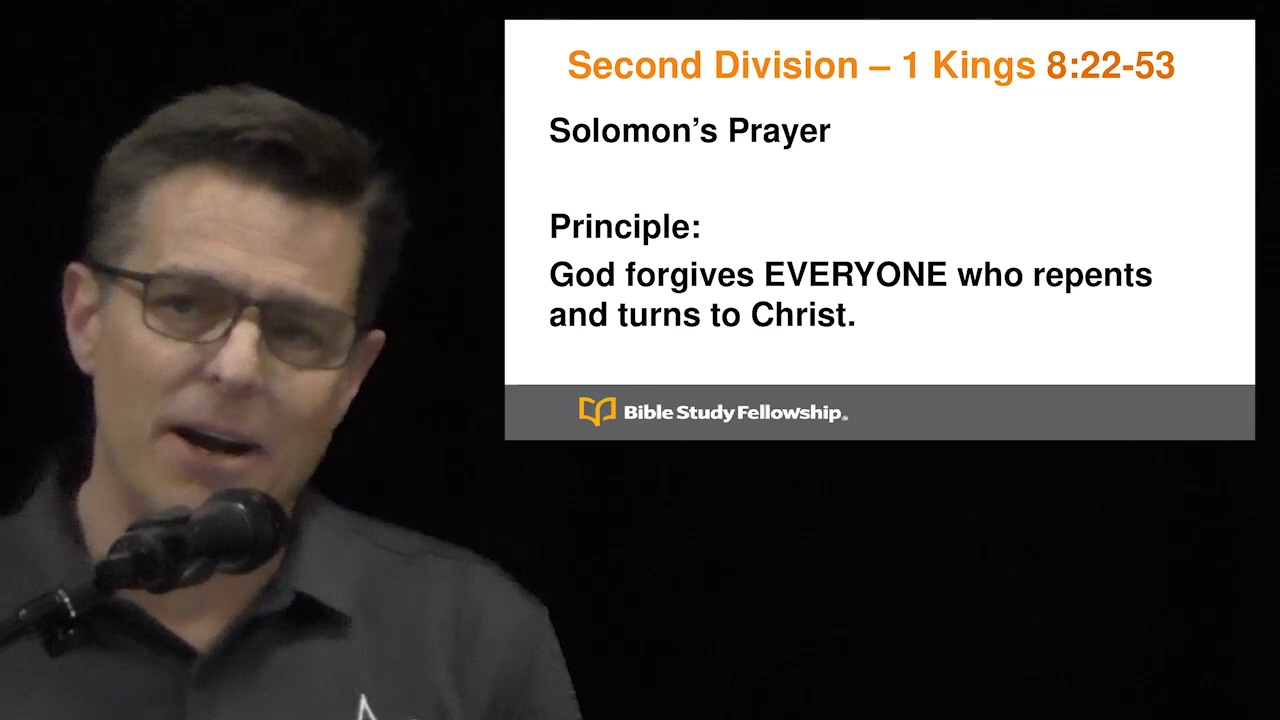 Second Division – 1 Kings 8:22-53
Solomon’s Prayer
Principle:
God forgives EVERYONE who repents
and turns to Christ.
Bible Study Fellowship®